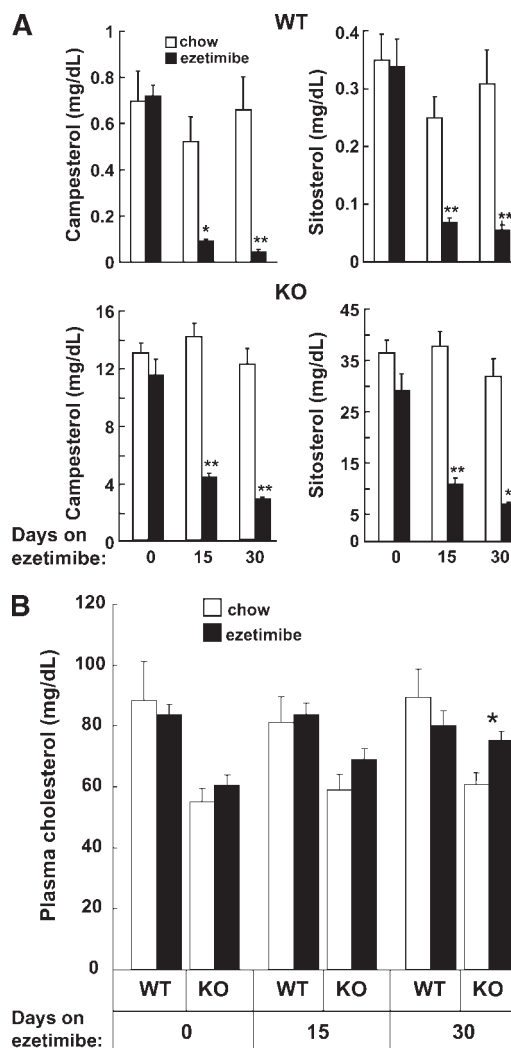 A
WT
chow
ezetimibe
Campesterol (mg/dL)
1
0.8
0.6
0.4
0.2
0
*
**
Sitosterol (mg/dL)
0.4
0.3
0.2
0.1
0
**
**
KO
Campesterol (mg/dL)
16
12
8
4
0
**
**
Sitosterol (mg/dL)
45
35
25
15
5
0
**
*
Days on
ezetimibe:
0 15 30
0 15 30
B
chow
ezetimibe
Plasma cholesterol (mg/dL)
120
100
80
60
40
20
0
*
WT KO WT KO WT KO
Days on
ezetimibe:
0 15 30